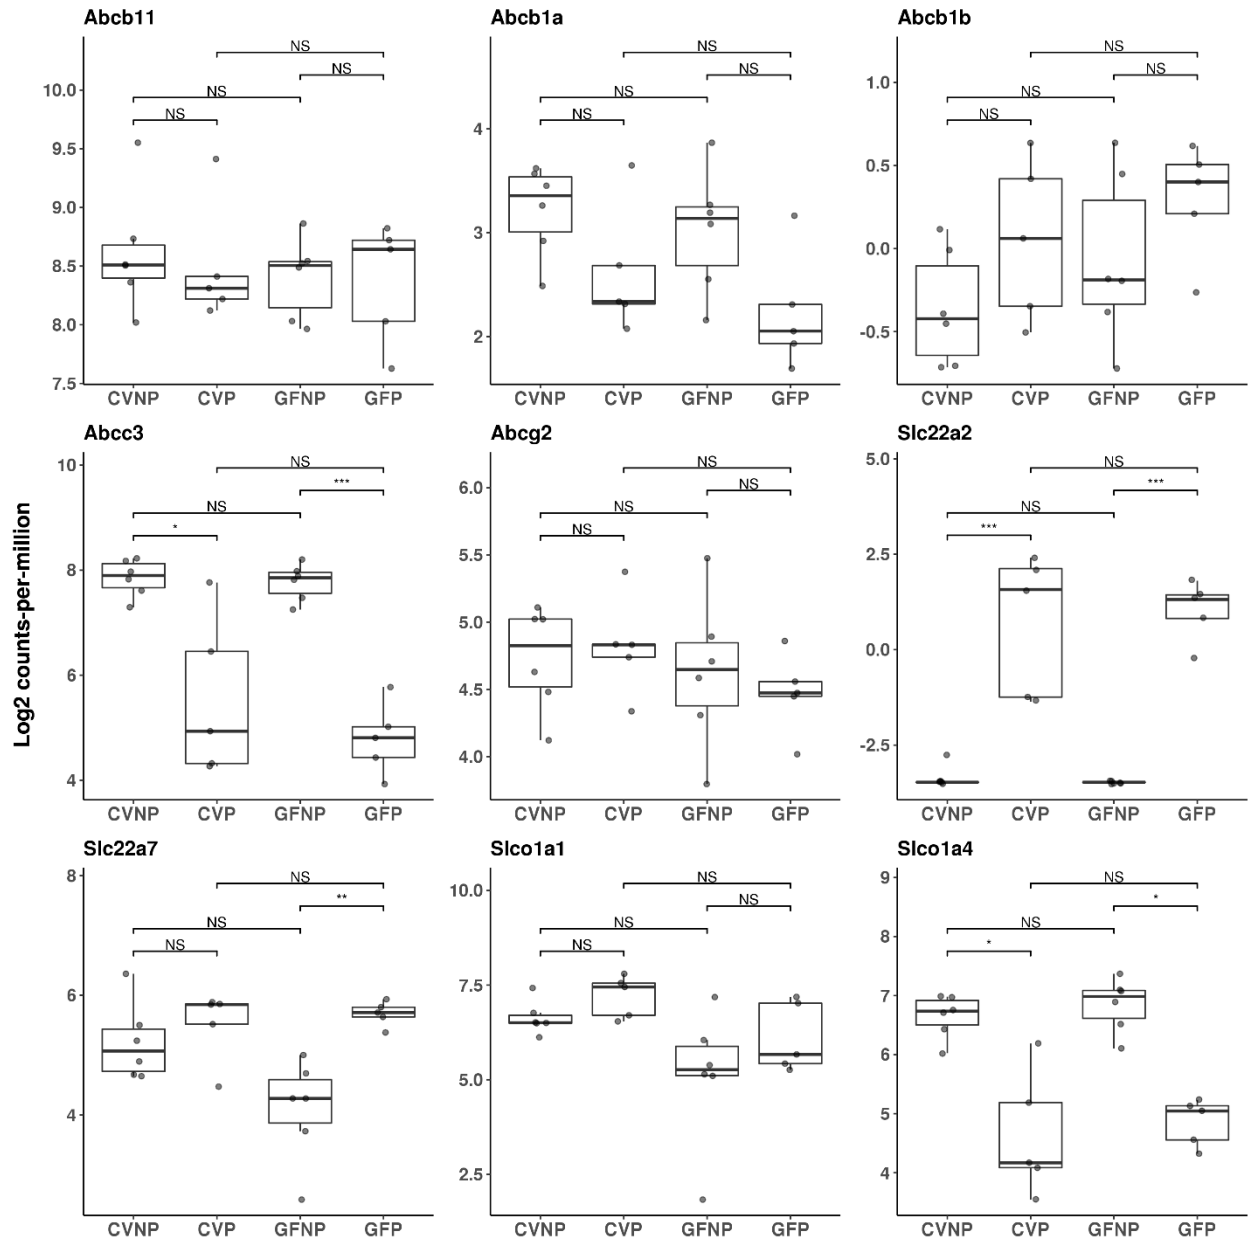 Abcb11
NS
NS
NS
NS
10.0
9.5
9.0
8.5
8.0
7.5
CVNP CVP GFNP GFP
Abcb1a
NS
NS
NS
NS
4
3
2
CVNP CVP GFNP GFP
Abcb1b
NS
NS
NS
NS
1.0
0.5
0.0
-0.5
CVNP CVP GFNP GFP
Log2 counts-per-million
Abcc3
NS
***
NS
*
10
8
6
4
CVNP CVP GFNP GFP
Abcg2
NS
NS
NS
NS
6.0
5.5
5.0
4.5
4.0
CVNP CVP GFNP GFP
Slc22a2
NS
***
NS
***
5.0
2.5
0.0
-2.5
CVNP CVP GFNP GFP
Slc22a7
NS
**
NS
NS
8
6
4
CVNP CVP GFNP GFP
Slco1a1
NS
NS
NS
NS
10.0
7.5
5.0
2.5
CVNP CVP GFNP GFP
Slco1a4
NS
*
NS
*
9
8
7
6
5
4
CVNP CVP GFNP GFP